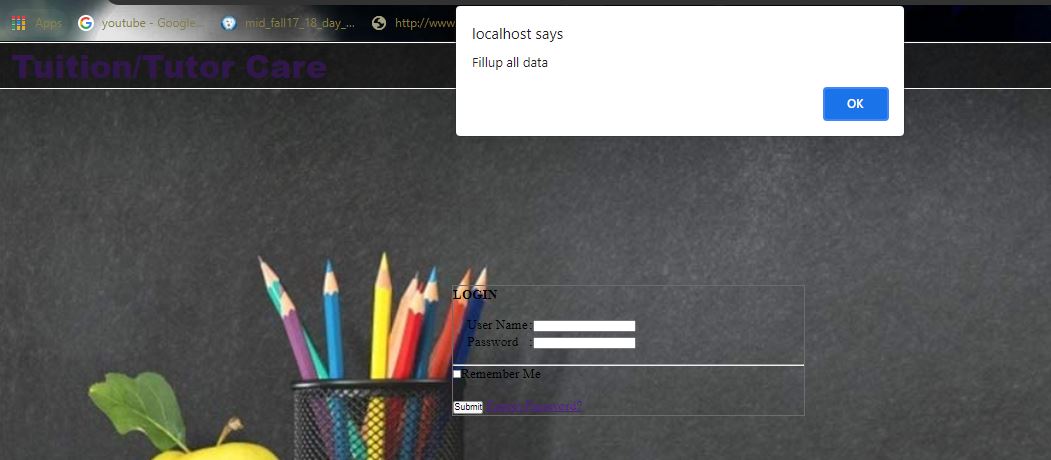 Apps youtube - Google... mid_fall17_18_day_... http://www
localhost says
Fillup all data
OK
Tuition/Tutor Care
LOGIN
User Name :
Password :
Remember Me
Submit Forgot Password?